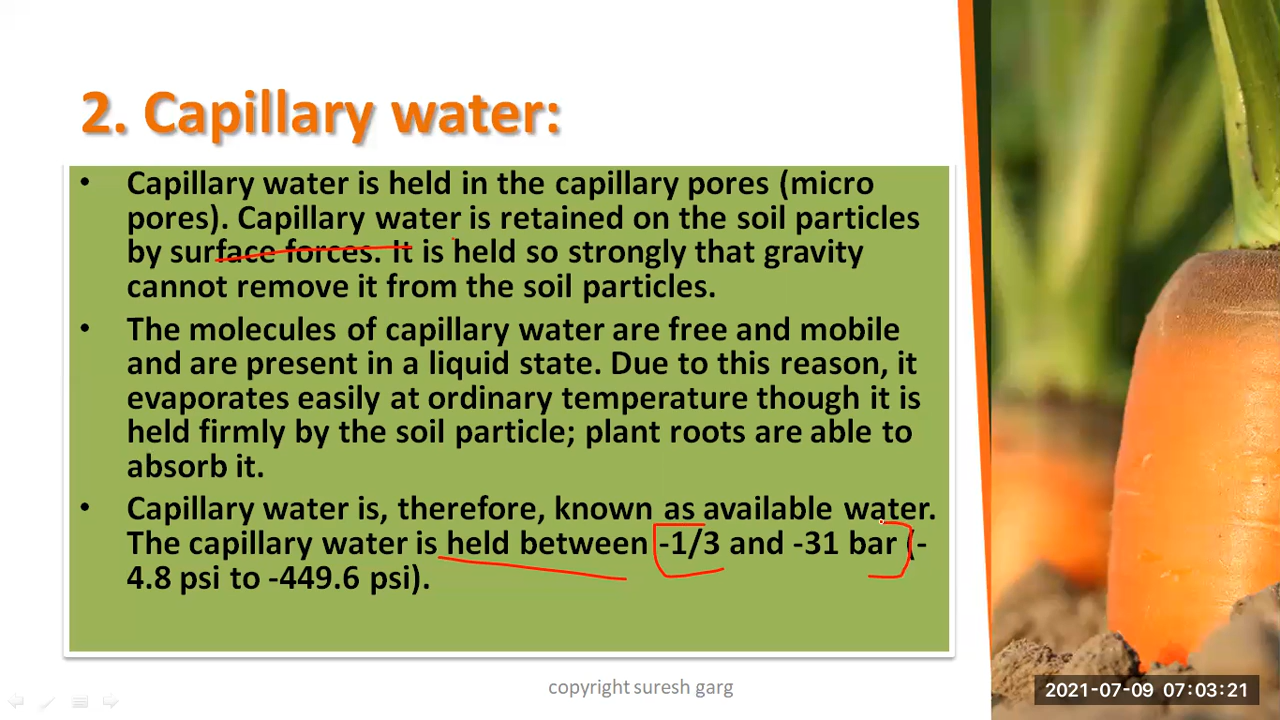 2. Capillary water:
• Capillary water is held in the capillary pores (micro
pores). Capillary water is retained on the soil particles
by surface forces. It is held so strongly that gravity
cannot remove it from the soil particles.
• The molecules of capillary water are free and mobile
and are present in a liquid state. Due to this reason, it
evaporates easily at ordinary temperature though it is
held firmly by the soil particle; plant roots are able to
absorb it.
• Capillary water is, therefore, known as available water.
The capillary water is held between -1/3 and -31 bar (-
4.8 psi to -449.6 psi).
copyright suresh garg
2021-07-09 07:03:21